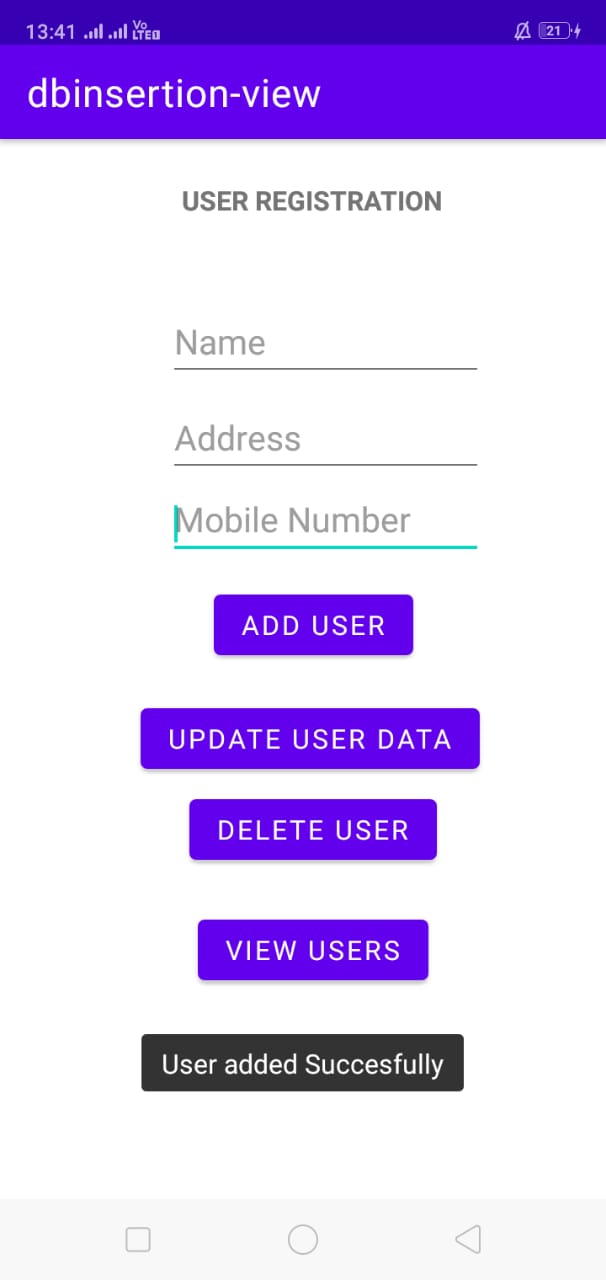 13:41 Vo LTE
21
dbinsertion-view
USER REGISTRATION
Name
Address
Mobile Number
ADD USER
UPDATE USER DATA
DELETE USER
VIEW USERS
User added Succesfully